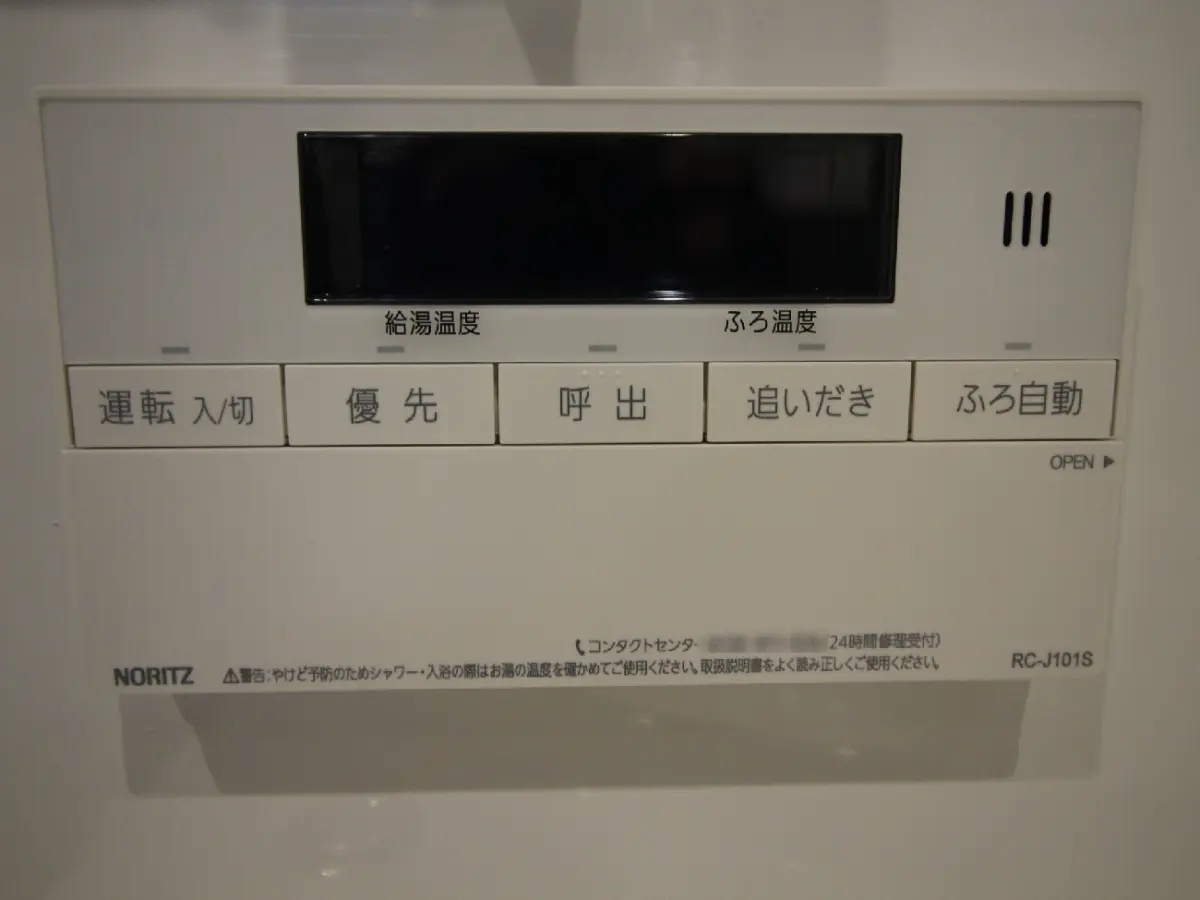 給湯温度 ふろ温度
運転 入/切 優先 呼出 追いだき ふろ自動
OPEN ▶
コンタクトセンター 24時間修理受付)
NORITZ ⚠警告:やけど予防のためシャワー・入浴の際はお湯の温度を確かめてご使用ください。取扱説明書をよく読み正しくご使用ください。 RC-J101S